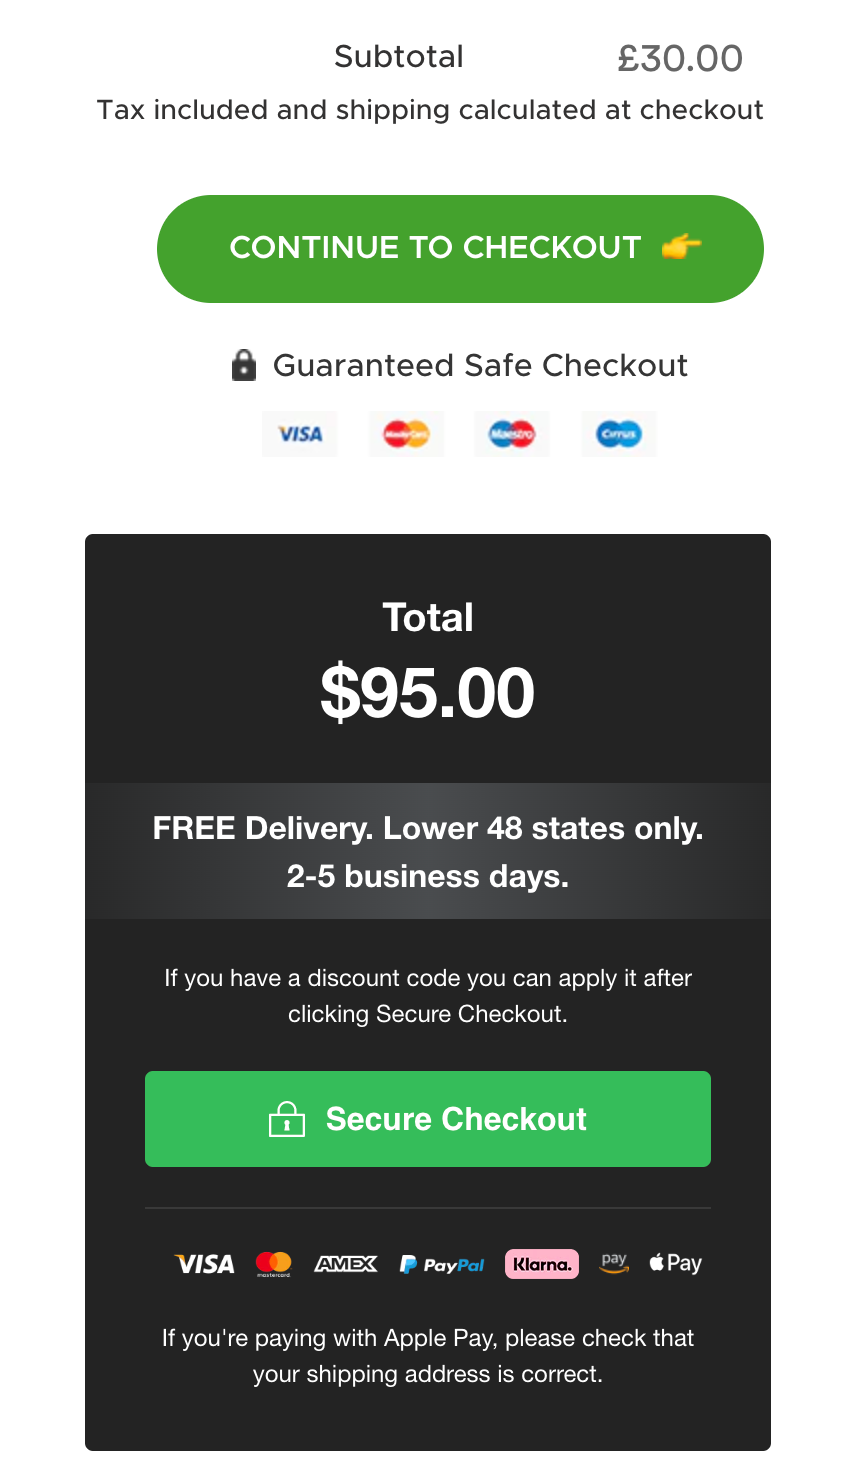 Subtotal £30.00
Tax included and shipping calculated at checkout
CONTINUE TO CHECKOUT 👉
Guaranteed Safe Checkout
VISA MasterCard Maestro Cirrus
Total
$95.00
FREE Delivery. Lower 48 states only.
2-5 business days.
If you have a discount code you can apply it after
clicking Secure Checkout.
Secure Checkout
VISA mastercard AMEX PayPal Klarna. pay Pay
If you're paying with Apple Pay, please check that
your shipping address is correct.